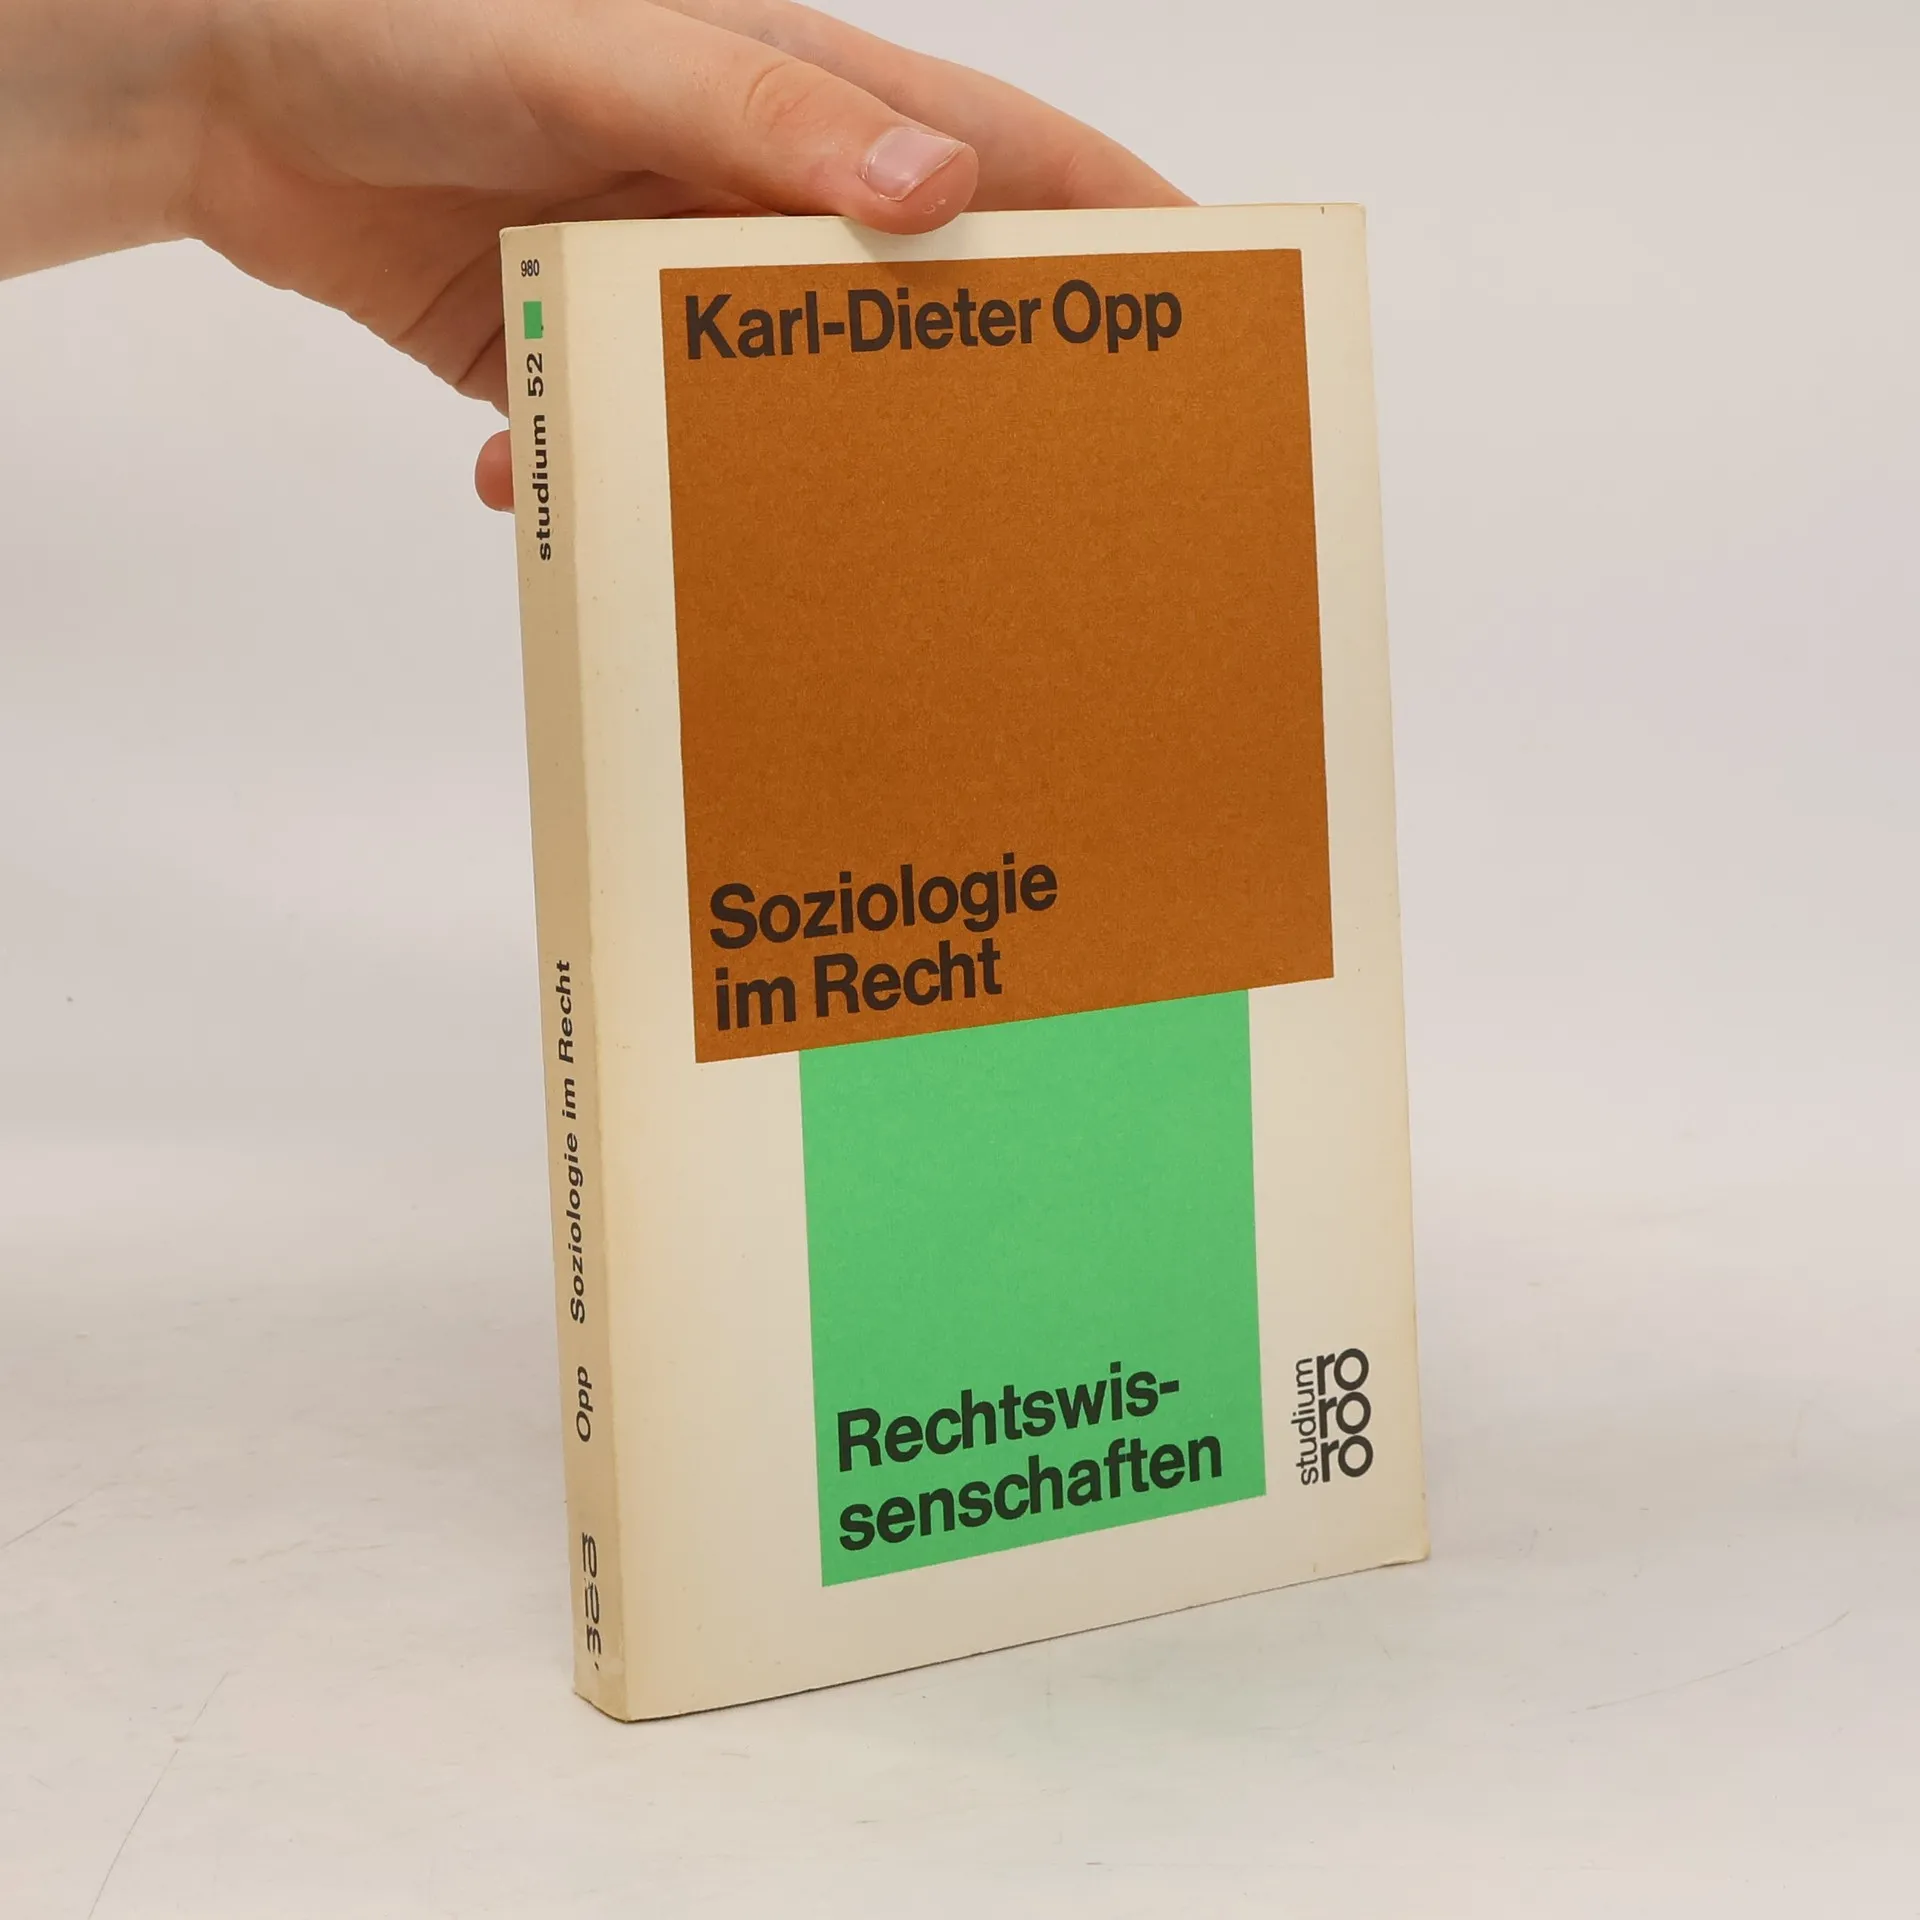 Karl-Dieter Opp
Soziologie
im Recht
Rechtswis-
senschaften
studium
ro
ro
ro
980
studium 52
Opp Soziologie im Recht